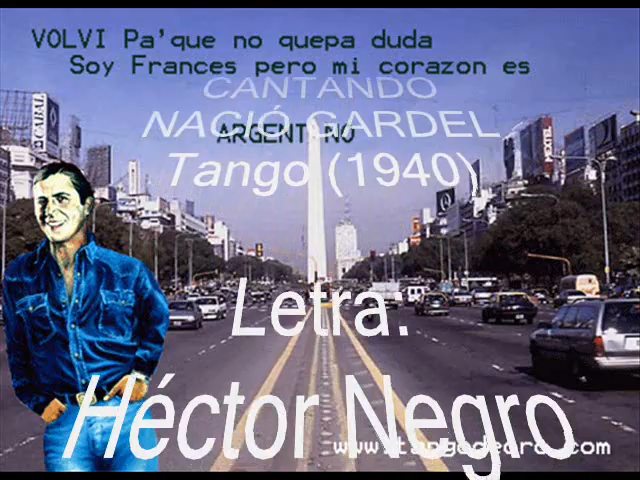 VOLVI Pa'que no quepa duda
Soy Frances pero mi corazon es
ARGENTINO
CANTANDO
NACIÓ GARDEL
Tango (1940)
Letra:
Héctor Negro
CABAL